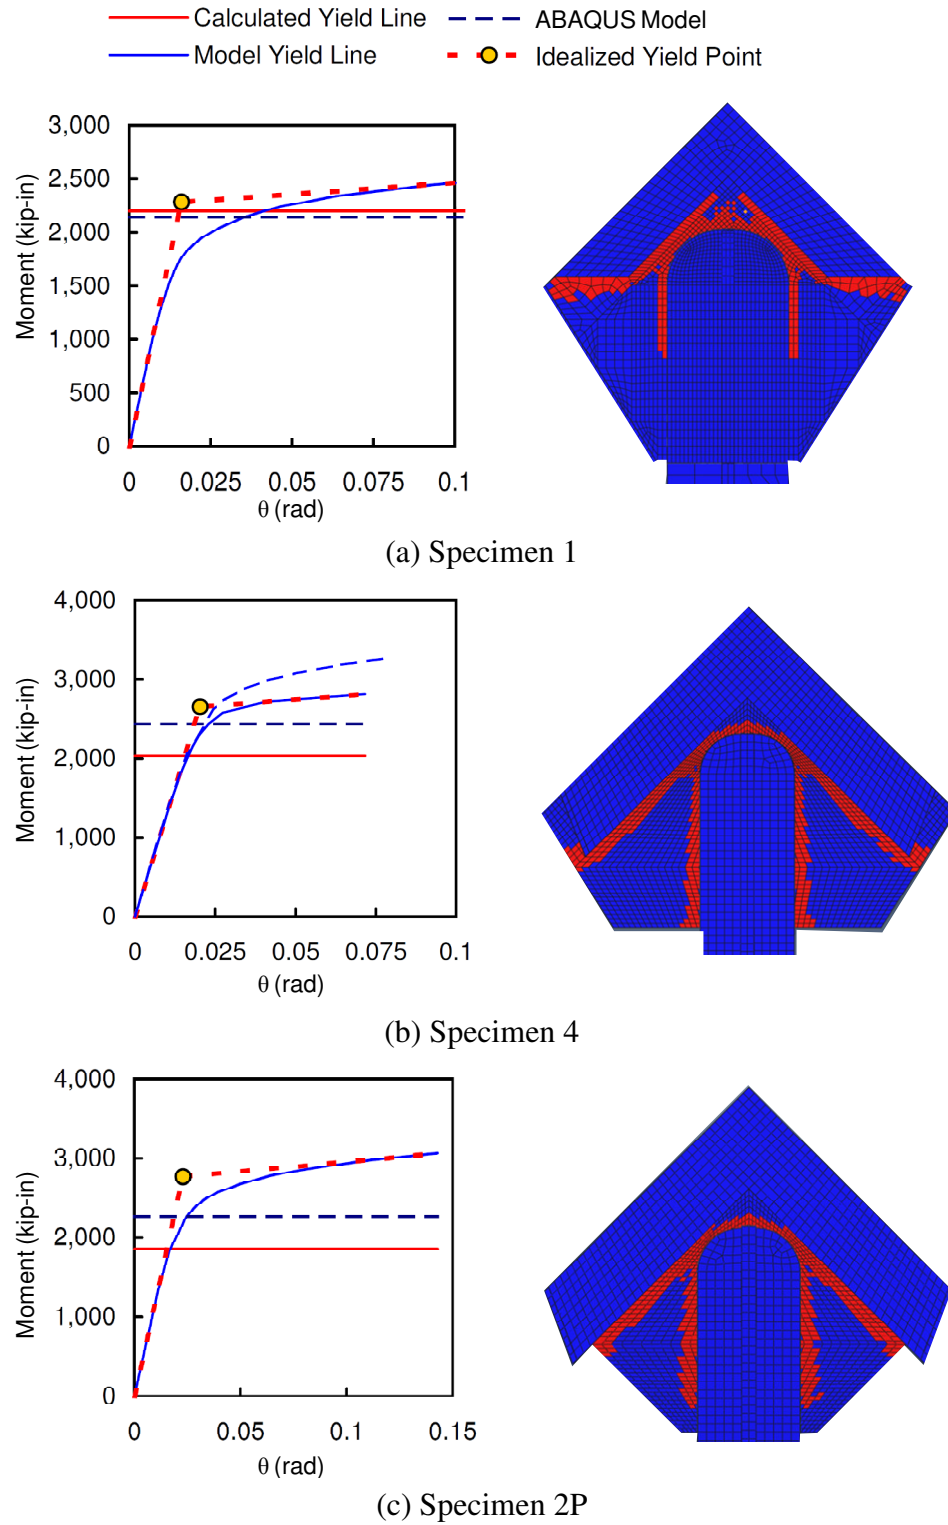 Calculated Yield Line ABAQUS Model
Model Yield Line Idealized Yield Point
3,000
2,500
2,000
1,500
1,000
500
0
Moment (kip-in)
0 0.025 0.05 0.075 0.1
θ (rad)
(a) Specimen 1
4,000
3,000
2,000
1,000
0
Moment (kip-in)
0 0.025 0.05 0.075 0.1
θ (rad)
(b) Specimen 4
4,000
3,000
2,000
1,000
0
Moment (kip-in)
0 0.05 0.1 0.15
θ (rad)
(c) Specimen 2P